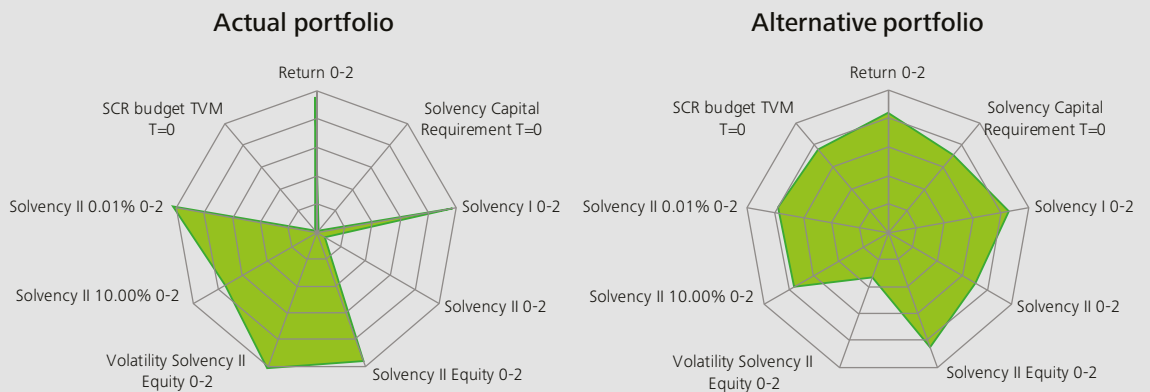 Actual portfolio
Return 0-2
SCR budget TVM
T=0
Solvency Capital
Requirement T=0
Solvency II 0.01% 0-2
Solvency I 0-2
Solvency II 10.00% 0-2
Solvency II 0-2
Volatility Solvency II
Equity 0-2
Solvency II Equity 0-2
Alternative portfolio
Return 0-2
SCR budget TVM
T=0
Solvency Capital
Requirement T=0
Solvency II 0.01% 0-2
Solvency I 0-2
Solvency II 10.00% 0-2
Solvency II 0-2
Volatility Solvency II
Equity 0-2
Solvency II Equity 0-2